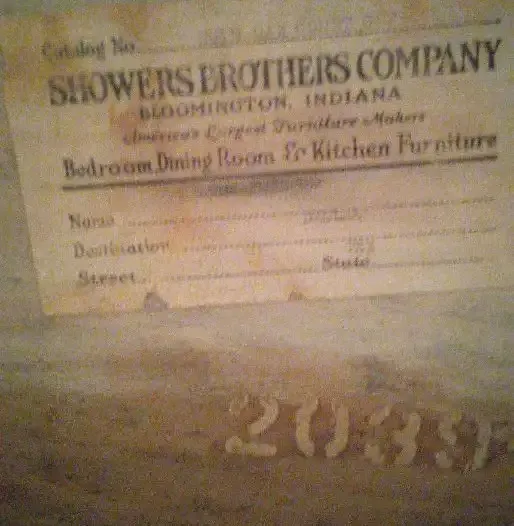 Catalog No.
SHOWERS BROTHERS COMPANY
BLOOMINGTON, INDIANA
America's Largest Furniture Makers
Bedroom, Dining Room & Kitchen Furniture
Name
Destination
Street
State
2039